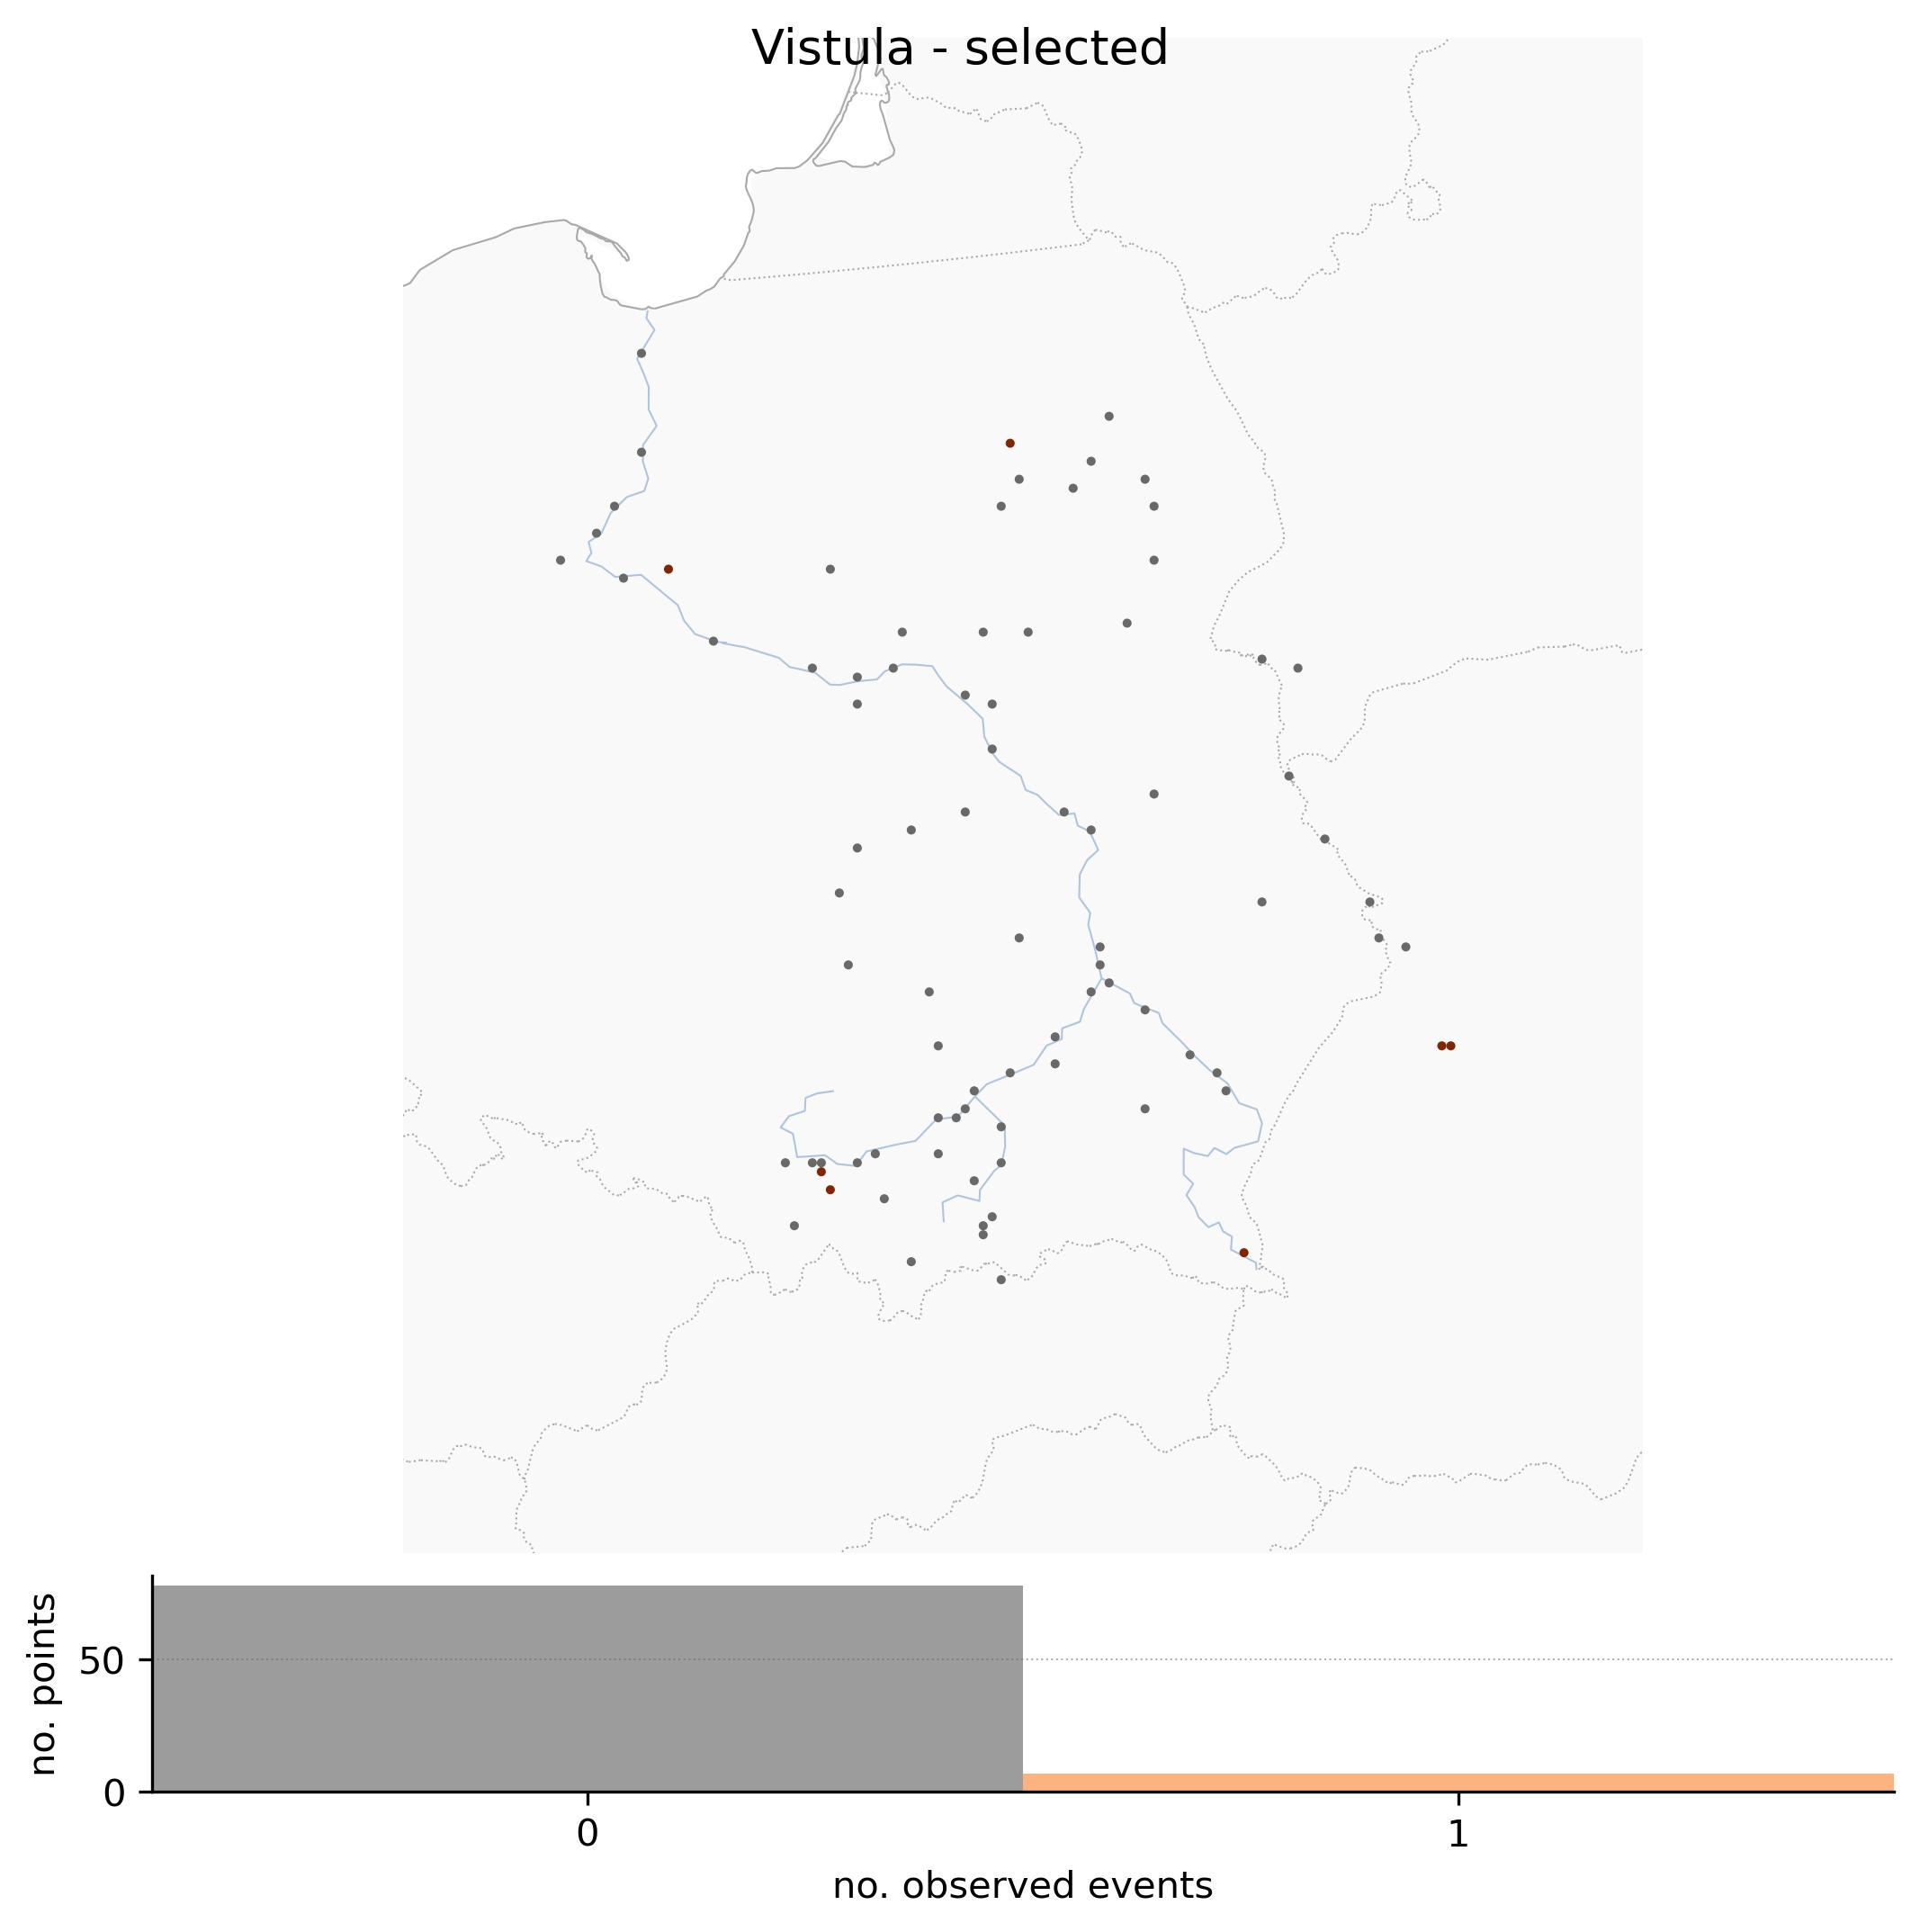 Vistula - selected
no. points
50
0
0
1
no. observed events